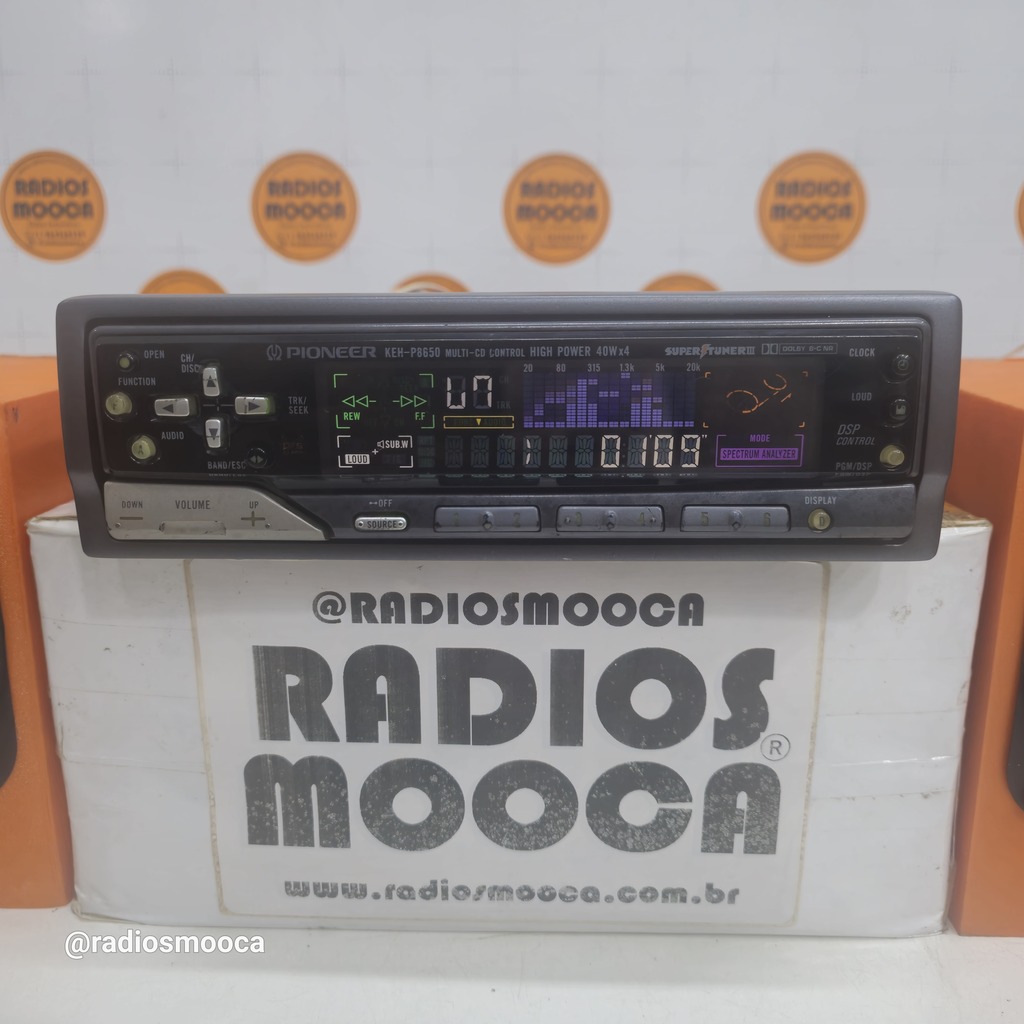 RADIOS
MOOCA
RADIOS
MOOCA
RADIOS
MOOCA
RADIOS
MOOCA
PIONEER KEH-P8650 MULTI-CD CONTROL HIGH POWER 40Wx4 SUPER TUNER III DOLBY B-C NR
OPEN
CH/
DISC
CLOCK
FUNCTION
20 80 315 1.3k 5k 20k
REW F.F
TRK
TRK/
SEEK
LOUD
AUDIO
LOUD + SUB.W
0109"
MODE
SPECTRUM ANALYZER
DSP
CONTROL
BAND/ESC
PGM/DSP
DOWN VOLUME UP
− +
OFF
SOURCE
1 2 3 4 5 6
DISPLAY
D
@RADIOSMOOCA
RADIOS
MOOCA ®
www.radiosmooca.com.br
@radiosmooca